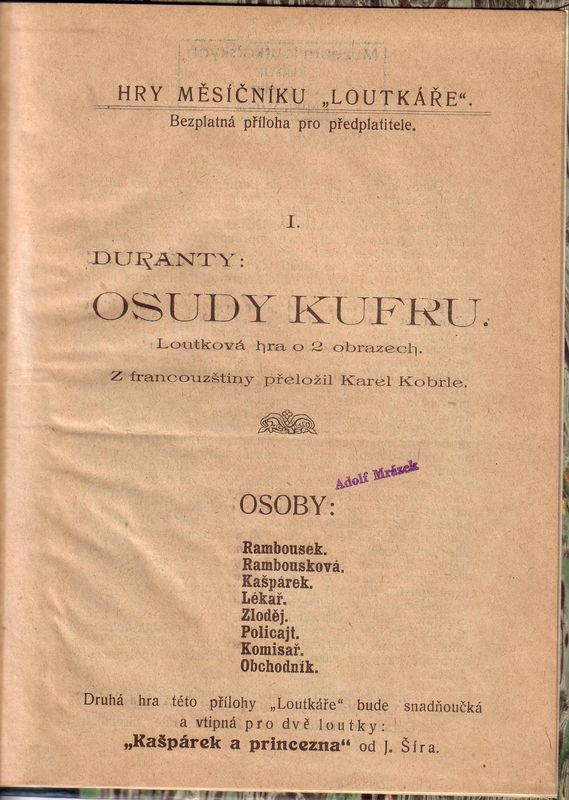 HRY MĚSÍČNÍKU „LOUTKÁŘE“.
Bezplatná příloha pro předplatitele.
I.
DURANTY:
OSUDY KUFRU.
Loutková hra o 2 obrazech.
Z francouzštiny přeložil Karel Kobrle.
Adolf Mrázek
OSOBY:
Rambousek.
Rambousková.
Kašpárek.
Lékař.
Zloděj.
Policajt.
Komisař.
Obchodník.
Druhá hra této přílohy „Loutkáře“ bude snadňoučká
a vtipná pro dvě loutky:
„Kašpárek a princezna“ od J. Šíra.